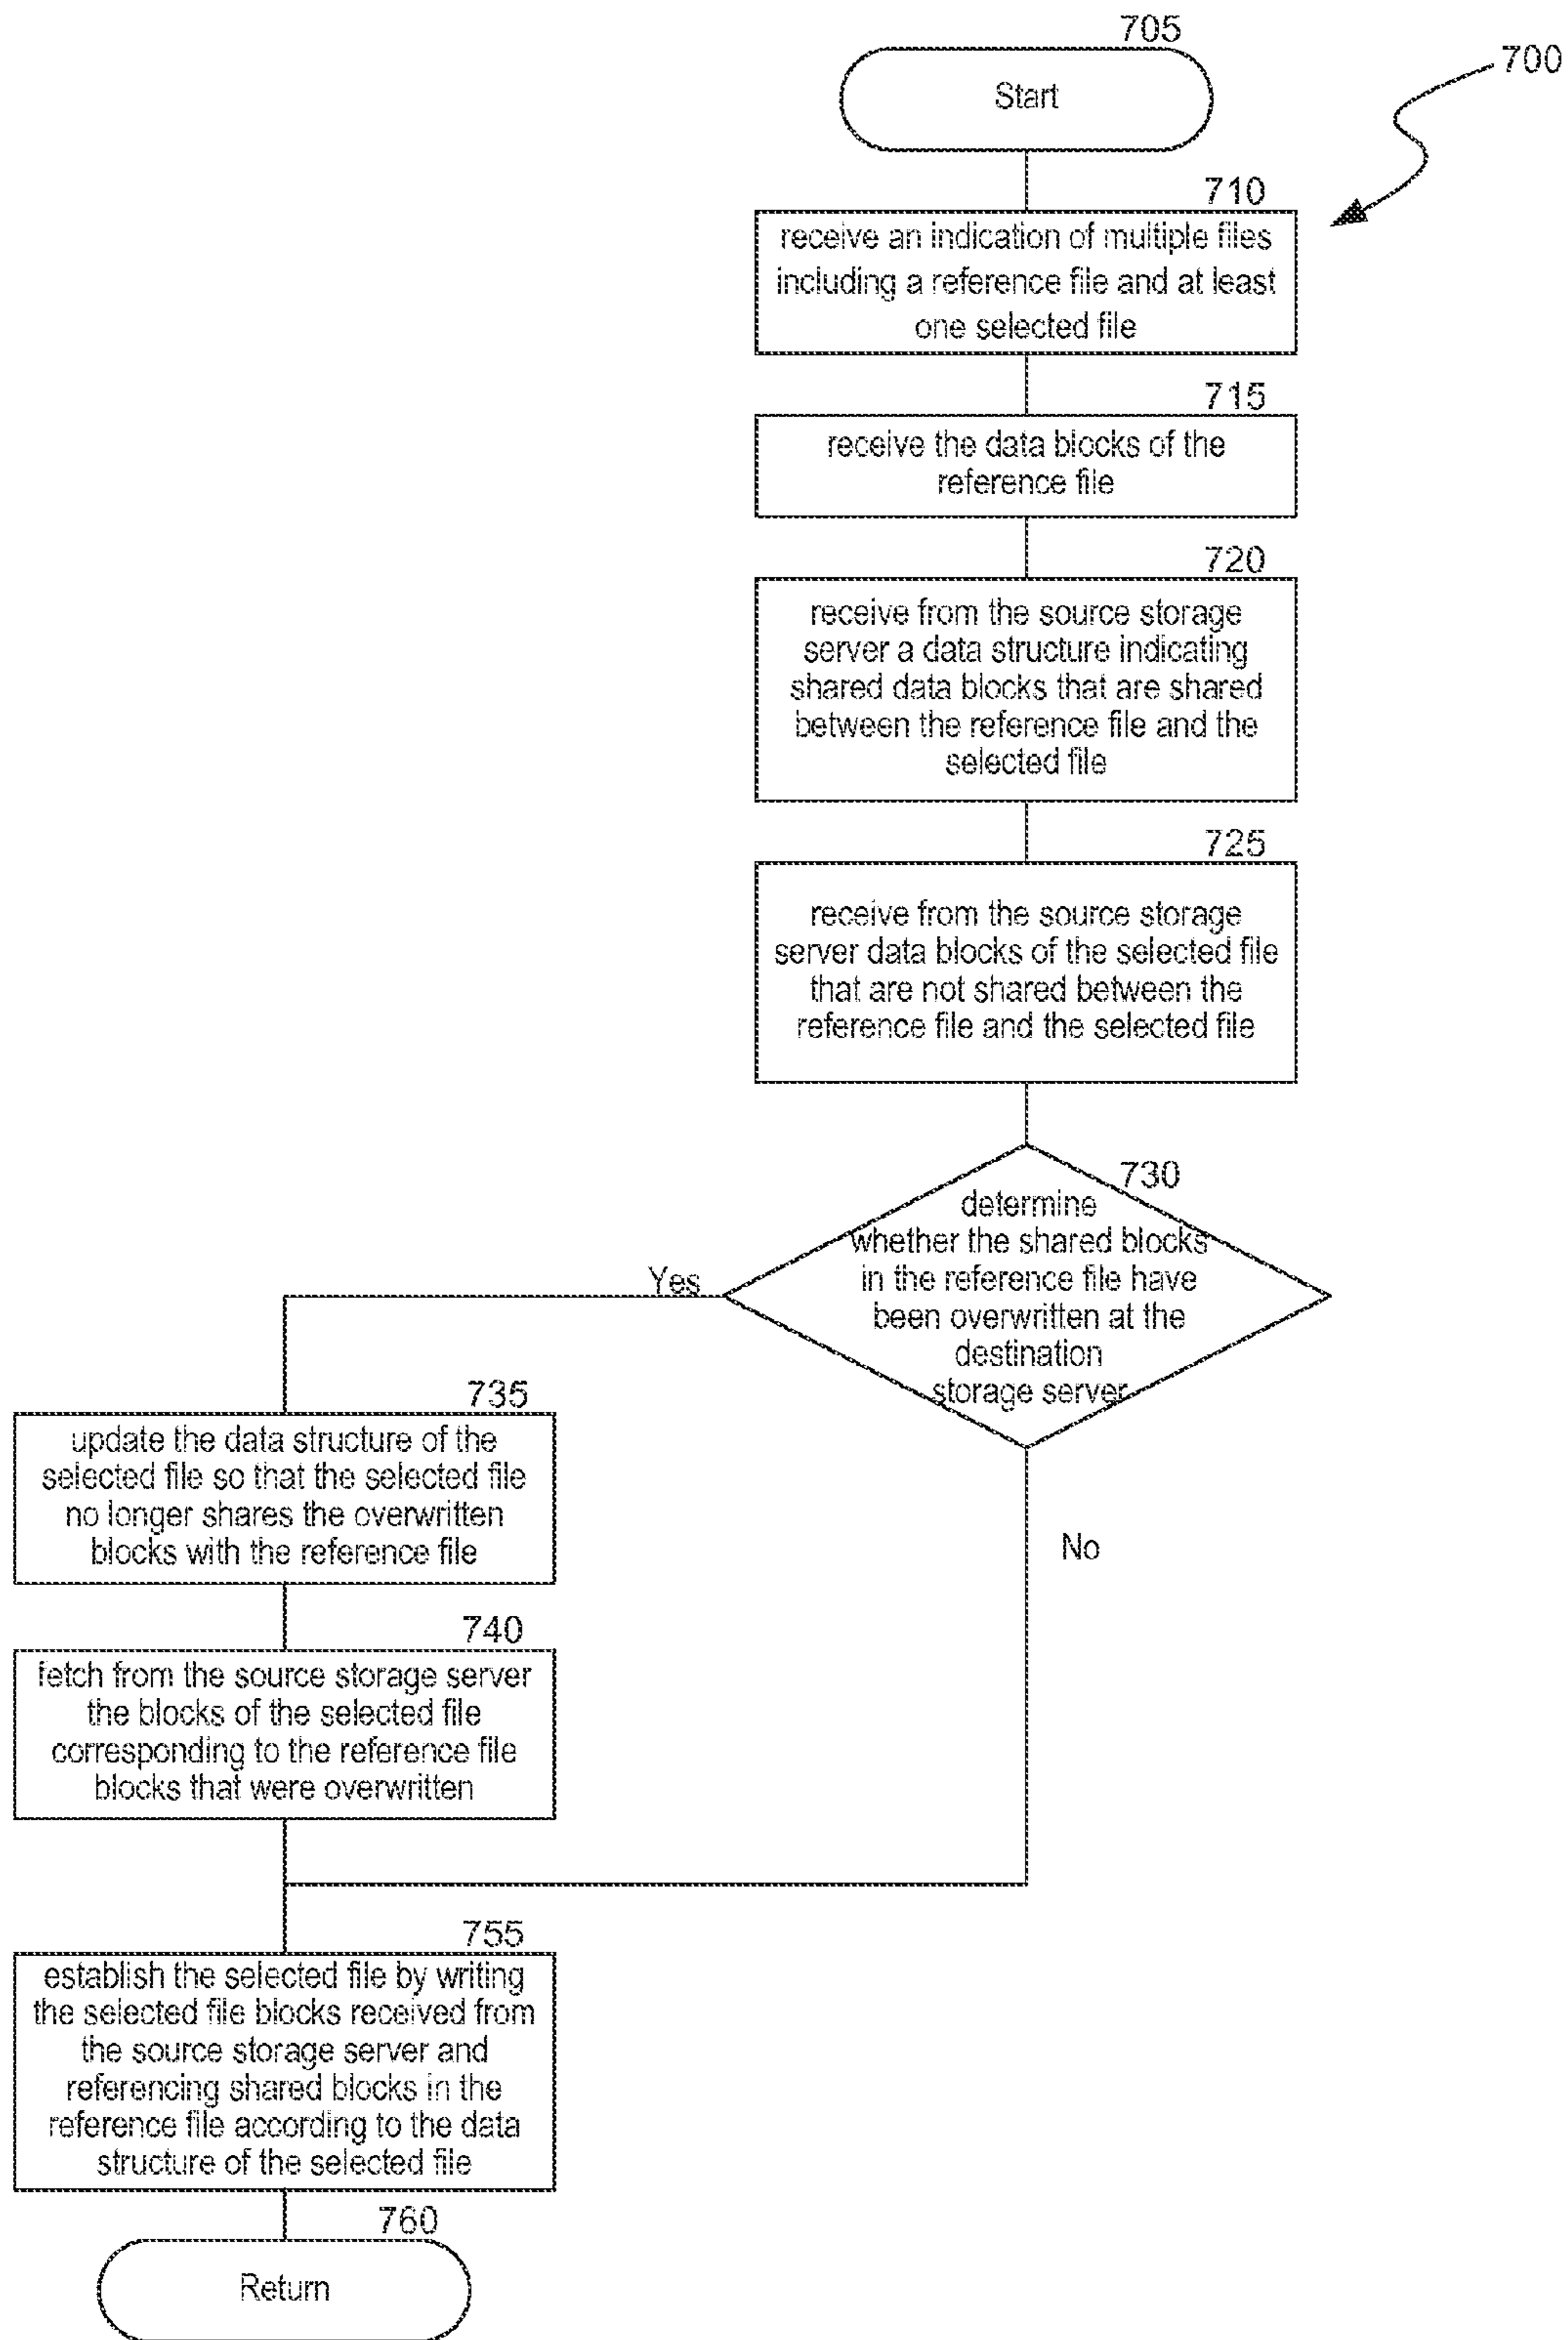 705
700
Start
710
receive an indication of multiple files
including a reference file and at least
one selected file
715
receive the data blocks of the
reference file
720
receive from the source storage
server a data structure indicating
shared data blocks that are shared
between the reference file and the
selected file
725
receive from the source storage
server data blocks of the selected file
that are not shared between the
reference file and the selected file
730
determine
whether the shared blocks
in the reference file have
been overwritten at the
destination
storage server
Yes
No
735
update the data structure of the
selected file so that the selected file
no longer shares the overwritten
blocks with the reference file
740
fetch from the source storage server
the blocks of the selected file
corresponding to the reference file
blocks that were overwritten
755
establish the selected file by writing
the selected file blocks received from
the source storage server and
referencing shared blocks in the
reference file according to the data
structure of the selected file
760
Return